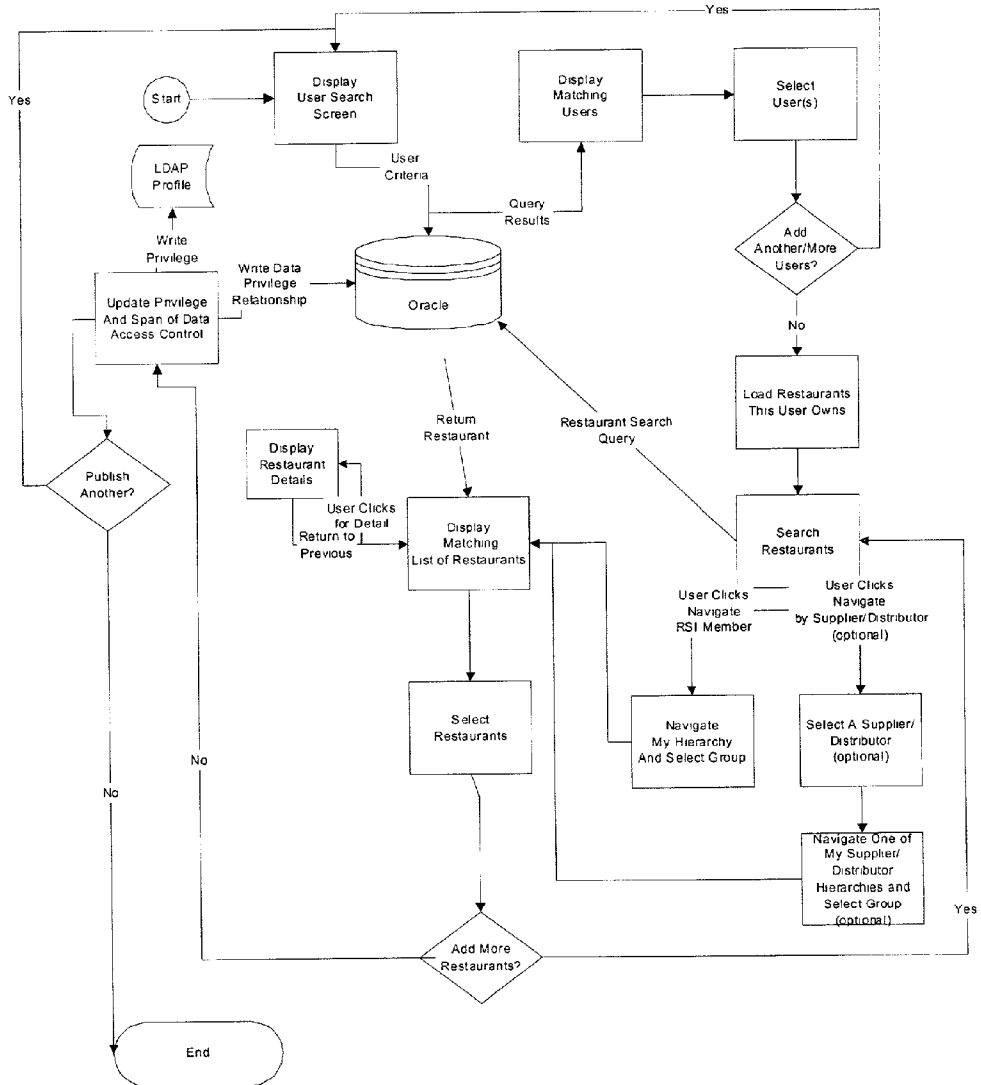 Yes
Yes
Start
Display
User Search
Screen
Display
Matching
Users
Select
User(s)
LDAP
Profile
User
Criteria
Query
Results
Add
Another/More
Users?
Write
Privilege
Write Data
Privilege
Relationship
Update Privilege
And Span of Data
Access Control
Oracle
No
Load Restaurants
This User Owns
Return
Restaurant
Restaurant Search
Query
Display
Restaurant
Details
Publish
Another?
User Clicks
for Detail
Return to
Previous
Display
Matching
List of Restaurants
Search
Restaurants
User Clicks
Navigate
RSI Member
User Clicks
Navigate
by Supplier/Distributor
(optional)
Select
Restaurants
Navigate
My Hierarchy
And Select Group
Select A Supplier/
Distributor
(optional)
No
No
Navigate One of
My Supplier/
Distributor
Hierarchies and
Select Group
(optional)
Yes
Add More
Restaurants?
End